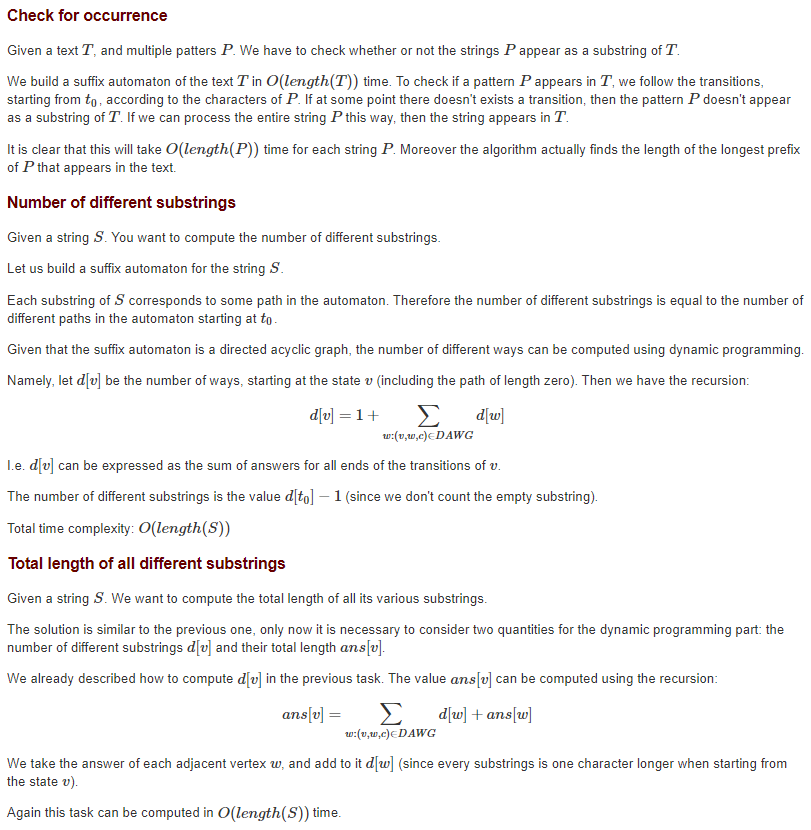 Check for occurrence
Given a text T, and multiple patters P. We have to check whether or not the strings P appear as a substring of T.
We build a suffix automaton of the text T in O(length(T)) time. To check if a pattern P appears in T, we follow the transitions,
starting from t₀, according to the characters of P. If at some point there doesn't exists a transition, then the pattern P doesn't appear
as a substring of T. If we can process the entire string P this way, then the string appears in T.
It is clear that this will take O(length(P)) time for each string P. Moreover the algorithm actually finds the length of the longest prefix
of P that appears in the text.
Number of different substrings
Given a string S. You want to compute the number of different substrings.
Let us build a suffix automaton for the string S.
Each substring of S corresponds to some path in the automaton. Therefore the number of different substrings is equal to the number of
different paths in the automaton starting at t₀.
Given that the suffix automaton is a directed acyclic graph, the number of different ways can be computed using dynamic programming.
Namely, let d[v] be the number of ways, starting at the state v (including the path of length zero). Then we have the recursion:
d[v] = 1 + ∑ d[w]
w:(v,w,c)∈DAWG
I.e. d[v] can be expressed as the sum of answers for all ends of the transitions of v.
The number of different substrings is the value d[t₀] − 1 (since we don't count the empty substring).
Total time complexity: O(length(S))
Total length of all different substrings
Given a string S. We want to compute the total length of all its various substrings.
The solution is similar to the previous one, only now it is necessary to consider two quantities for the dynamic programming part: the
number of different substrings d[v] and their total length ans[v].
We already described how to compute d[v] in the previous task. The value ans[v] can be computed using the recursion:
ans[v] = ∑ d[w] + ans[w]
w:(v,w,c)∈DAWG
We take the answer of each adjacent vertex w, and add to it d[w] (since every substrings is one character longer when starting from
the state v).
Again this task can be computed in O(length(S)) time.